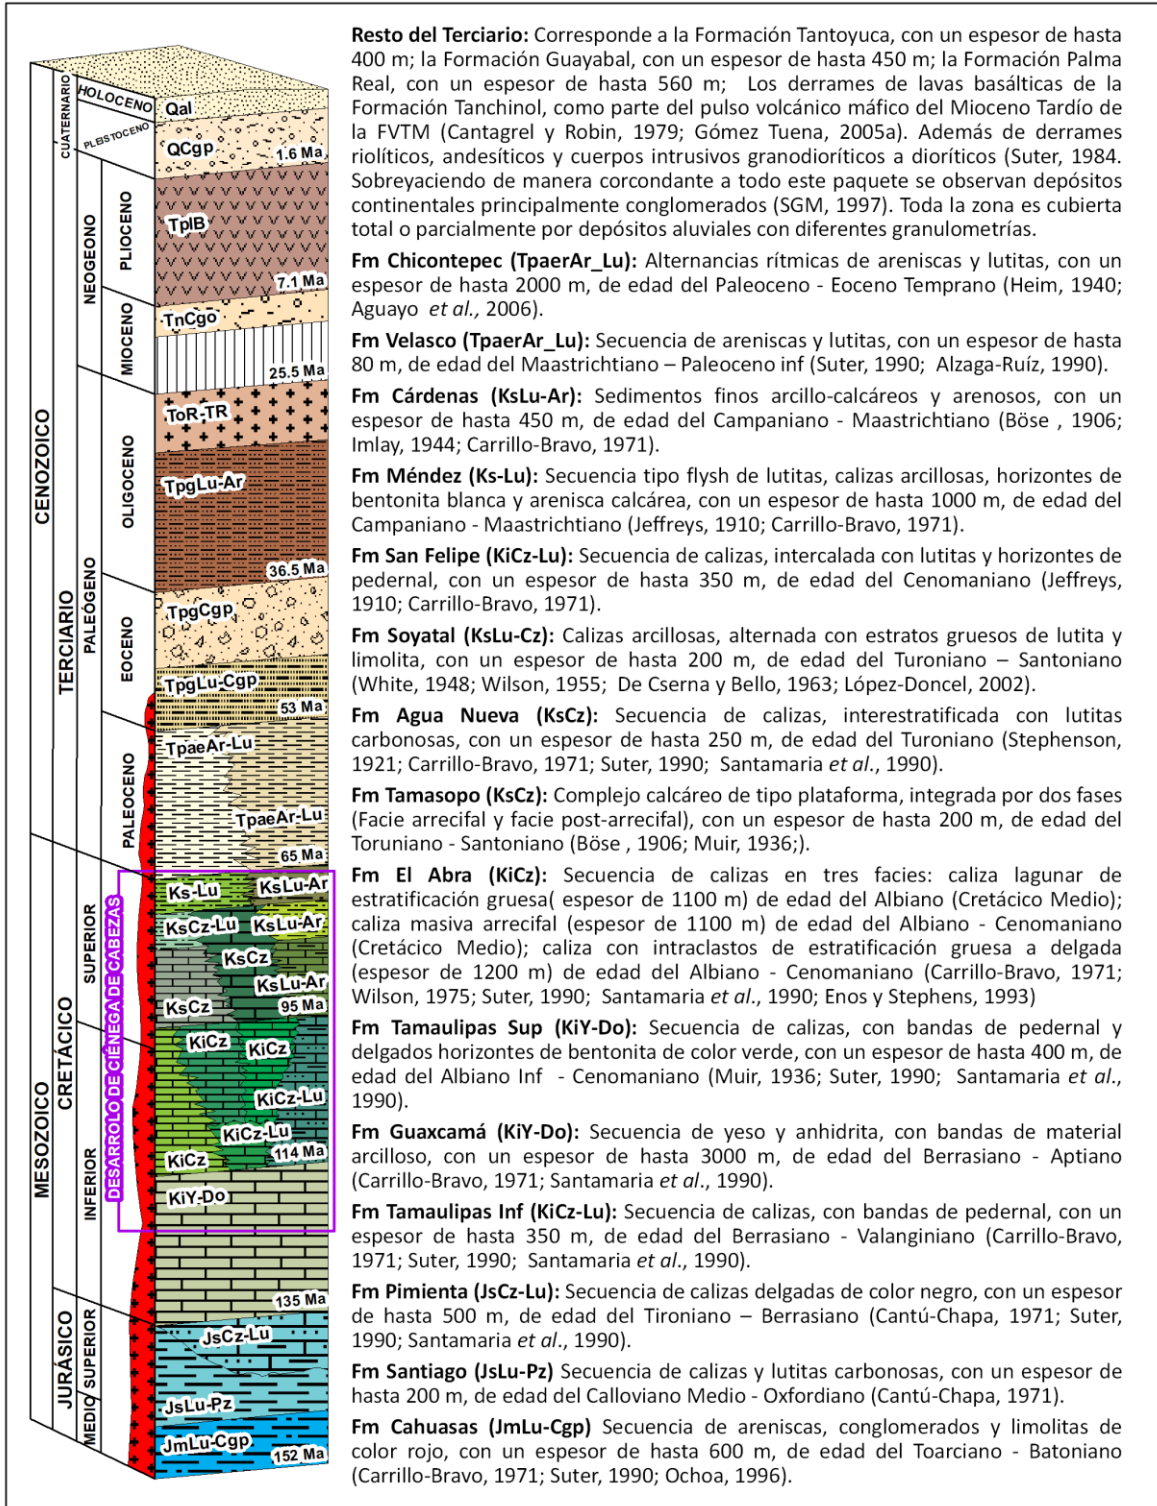 CENOZOICO
MESOZOICO
CUATERNARIO
TERCIARIO
CRETÁCICO
JURÁSICO
HOLOCENO
PLEISTOCENO
NEOGEONO
PALEÓGENO
PLIOCENO
MIOCENO
OLIGOCENO
EOCENO
PALEOCENO
SUPERIOR
INFERIOR
SUPERIOR
MEDIO
DESARROLO DE CIÉNEGA DE CABEZAS
Qal
QCgp
1.6 Ma
TplB
7.1 Ma
TnCgo
25.5 Ma
ToR-TR
TpgLu-Ar
36.5 Ma
TpgCgp
TpgLu-Cgp
53 Ma
TpaeAr-Lu
TpaeAr-Lu
65 Ma
Ks-Lu
KsLu-Ar
KsCz-Lu
KsLu-Ar
KsCz
KsLu-Ar
KsCz
95 Ma
KiCz
KiCz
KiCz-Lu
KiCz-Lu
KiCz
114 Ma
KiY-Do
135 Ma
JsCz-Lu
JsLu-Pz
JmLu-Cgp
152 Ma
Resto del Terciario: Corresponde a la Formación Tantoyuca, con un espesor de hasta
400 m; la Formación Guayabal, con un espesor de hasta 450 m; la Formación Palma
Real, con un espesor de hasta 560 m; Los derrames de lavas basálticas de la
Formación Tanchinol, como parte del pulso volcánico máfico del Mioceno Tardío de
la FVTM (Cantagrel y Robin, 1979; Gómez Tuena, 2005a). Además de derrames
riolíticos, andesíticos y cuerpos intrusivos granodioríticos a dioríticos (Suter, 1984.
Sobreyaciendo de manera corcondante a todo este paquete se observan depósitos
continentales principalmente conglomerados (SGM, 1997). Toda la zona es cubierta
total o parcialmente por depósitos aluviales con diferentes granulometrías.
Fm Chicontepec (TpaerAr_Lu): Alternancias rítmicas de areniscas y lutitas, con un
espesor de hasta 2000 m, de edad del Paleoceno - Eoceno Temprano (Heim, 1940;
Aguayo et al., 2006).
Fm Velasco (TpaerAr_Lu): Secuencia de areniscas y lutitas, con un espesor de hasta
80 m, de edad del Maastrichtiano – Paleoceno inf (Suter, 1990; Alzaga-Ruíz, 1990).
Fm Cárdenas (KsLu-Ar): Sedimentos finos arcillo-calcáreos y arenosos, con un
espesor de hasta 450 m, de edad del Campaniano - Maastrichtiano (Böse , 1906;
Imlay, 1944; Carrillo-Bravo, 1971).
Fm Méndez (Ks-Lu): Secuencia tipo flysh de lutitas, calizas arcillosas, horizontes de
bentonita blanca y arenisca calcárea, con un espesor de hasta 1000 m, de edad del
Campaniano - Maastrichtiano (Jeffreys, 1910; Carrillo-Bravo, 1971).
Fm San Felipe (KiCz-Lu): Secuencia de calizas, intercalada con lutitas y horizontes de
pedernal, con un espesor de hasta 350 m, de edad del Cenomaniano (Jeffreys,
1910; Carrillo-Bravo, 1971).
Fm Soyatal (KsLu-Cz): Calizas arcillosas, alternada con estratos gruesos de lutita y
limolita, con un espesor de hasta 200 m, de edad del Turoniano – Santoniano
(White, 1948; Wilson, 1955; De Cserna y Bello, 1963; López-Doncel, 2002).
Fm Agua Nueva (KsCz): Secuencia de calizas, interestratificada con lutitas
carbonosas, con un espesor de hasta 250 m, de edad del Turoniano (Stephenson,
1921; Carrillo-Bravo, 1971; Suter, 1990; Santamaria et al., 1990).
Fm Tamasopo (KsCz): Complejo calcáreo de tipo plataforma, integrada por dos fases
(Facie arrecifal y facie post-arrecifal), con un espesor de hasta 200 m, de edad del
Toruniano - Santoniano (Böse , 1906; Muir, 1936;).
Fm El Abra (KiCz): Secuencia de calizas en tres facies: caliza lagunar de
estratificación gruesa( espesor de 1100 m) de edad del Albiano (Cretácico Medio);
caliza masiva arrecifal (espesor de 1100 m) de edad del Albiano - Cenomaniano
(Cretácico Medio); caliza con intraclastos de estratificación gruesa a delgada
(espesor de 1200 m) de edad del Albiano - Cenomaniano (Carrillo-Bravo, 1971;
Wilson, 1975; Suter, 1990; Santamaria et al., 1990; Enos y Stephens, 1993)
Fm Tamaulipas Sup (KiY-Do): Secuencia de calizas, con bandas de pedernal y
delgados horizontes de bentonita de color verde, con un espesor de hasta 400 m, de
edad del Albiano Inf - Cenomaniano (Muir, 1936; Suter, 1990; Santamaria et al.,
1990).
Fm Guaxcamá (KiY-Do): Secuencia de yeso y anhidrita, con bandas de material
arcilloso, con un espesor de hasta 3000 m, de edad del Berrasiano - Aptiano
(Carrillo-Bravo, 1971; Santamaria et al., 1990).
Fm Tamaulipas Inf (KiCz-Lu): Secuencia de calizas, con bandas de pedernal, con un
espesor de hasta 350 m, de edad del Berrasiano - Valanginiano (Carrillo-Bravo,
1971; Suter, 1990; Santamaria et al., 1990).
Fm Pimienta (JsCz-Lu): Secuencia de calizas delgadas de color negro, con un espesor
de hasta 500 m, de edad del Tironiano – Berrasiano (Cantú-Chapa, 1971; Suter,
1990; Santamaria et al., 1990).
Fm Santiago (JsLu-Pz) Secuencia de calizas y lutitas carbonosas, con un espesor de
hasta 200 m, de edad del Calloviano Medio - Oxfordiano (Cantú-Chapa, 1971).
Fm Cahuasas (JmLu-Cgp) Secuencia de areniscas, conglomerados y limolitas de
color rojo, con un espesor de hasta 600 m, de edad del Toarciano - Batoniano
(Carrillo-Bravo, 1971; Suter, 1990; Ochoa, 1996).